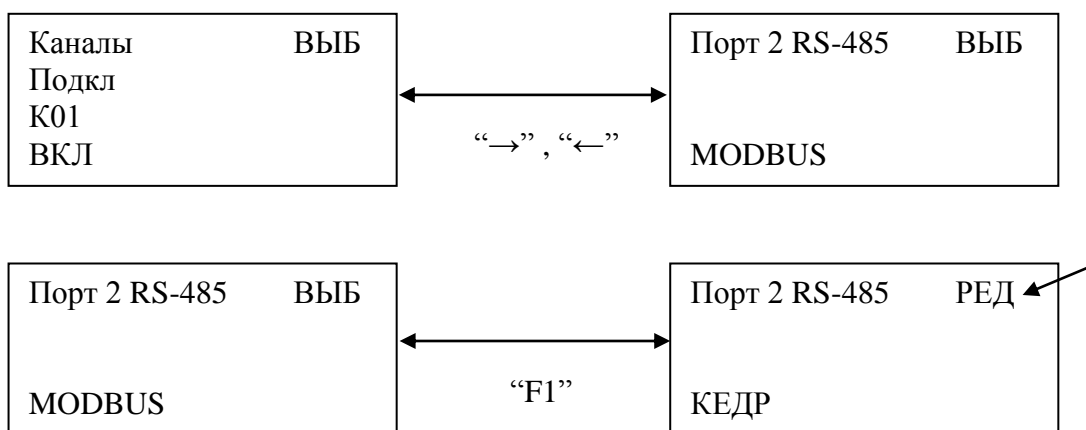 Каналы ВЫБ
Подкл
К01
ВКЛ
“→” , “←”
Порт 2 RS-485 ВЫБ
MODBUS
Порт 2 RS-485 ВЫБ
MODBUS
“F1”
Порт 2 RS-485 РЕД
КЕДР